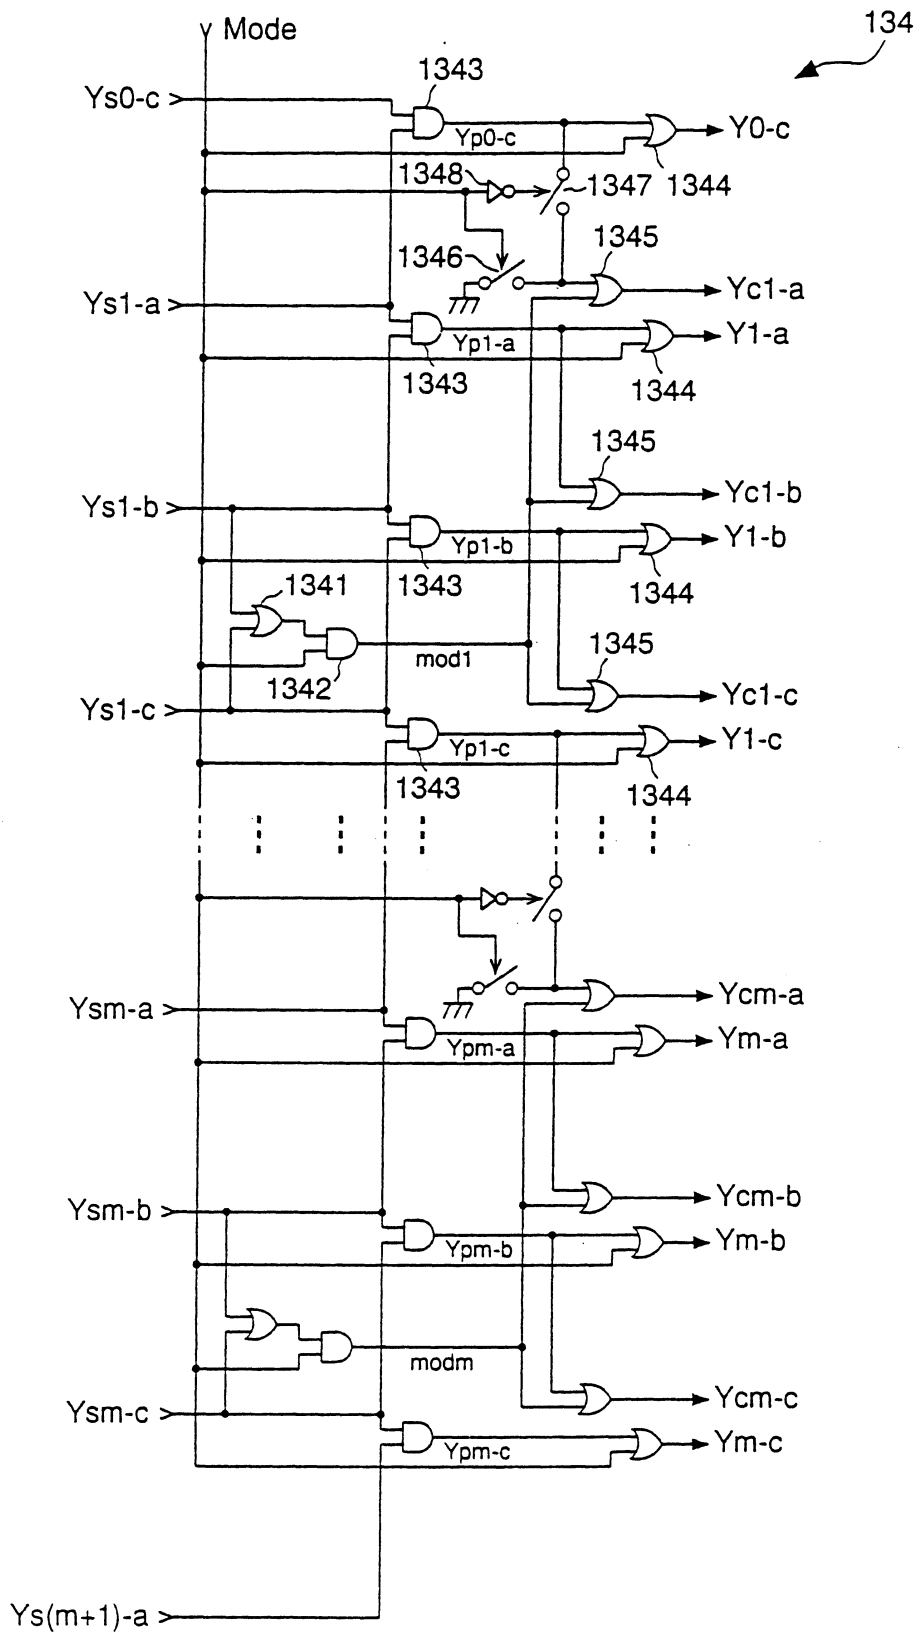 134
Mode
1343
Ys0-c
Yp0-c
Y0-c
1344
1348
1347
1346
1345
Yc1-a
Ys1-a
Yp1-a
Y1-a
1343
1344
1345
Yc1-b
Ys1-b
Yp1-b
Y1-b
1343
1344
1341
1345
mod1
1342
Yc1-c
Ys1-c
Yp1-c
Y1-c
1343
1344
Ycm-a
Ysm-a
Ypm-a
Ym-a
Ycm-b
Ysm-b
Ypm-b
Ym-b
modm
Ycm-c
Ysm-c
Ypm-c
Ym-c
Ys(m+1)-a